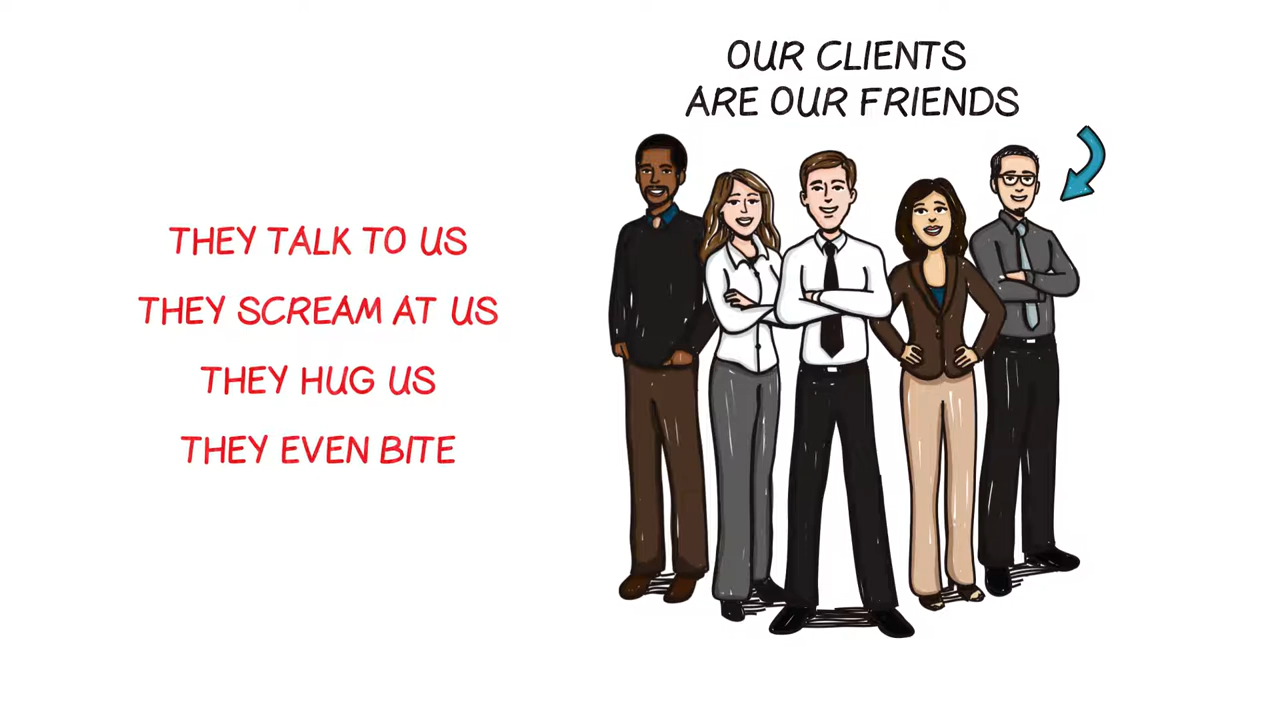 OUR CLIENTS
ARE OUR FRIENDS
THEY TALK TO US
THEY SCREAM AT US
THEY HUG US
THEY EVEN BITE